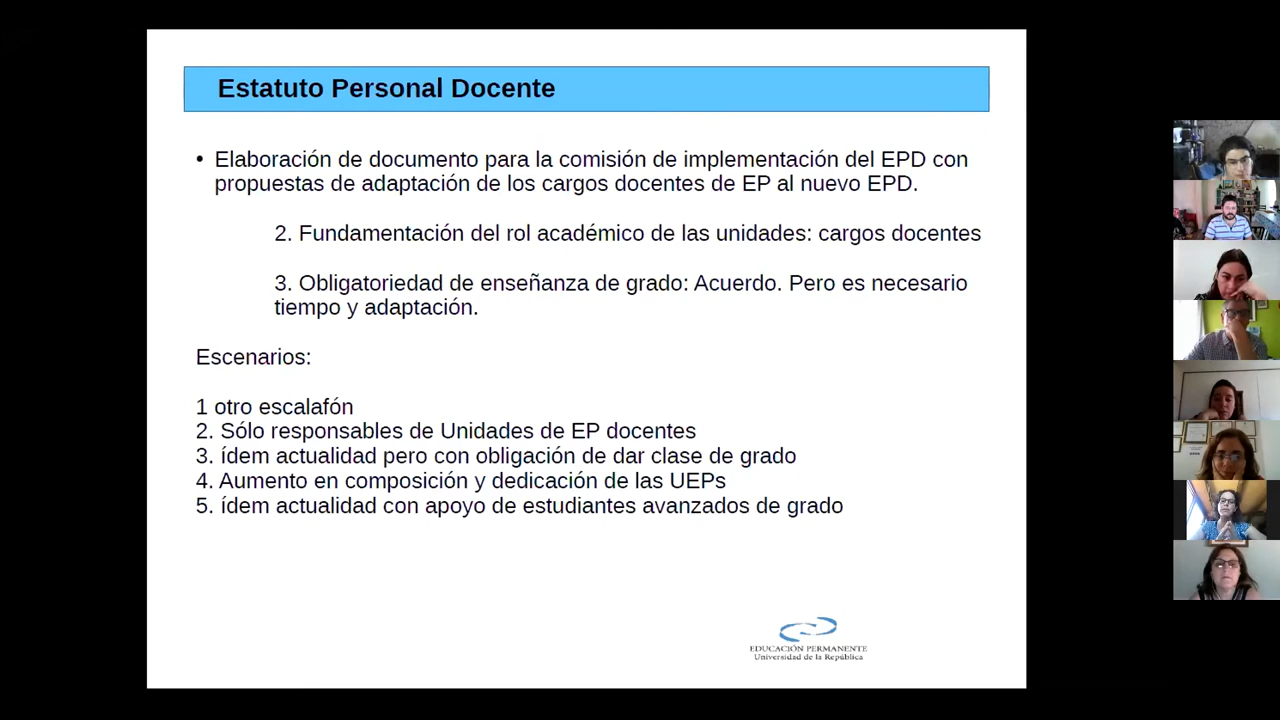 Estatuto Personal Docente
• Elaboración de documento para la comisión de implementación del EPD con
propuestas de adaptación de los cargos docentes de EP al nuevo EPD.
2. Fundamentación del rol académico de las unidades: cargos docentes
3. Obligatoriedad de enseñanza de grado: Acuerdo. Pero es necesario
tiempo y adaptación.
Escenarios:
1 otro escalafón
2. Sólo responsables de Unidades de EP docentes
3. ídem actualidad pero con obligación de dar clase de grado
4. Aumento en composición y dedicación de las UEPs
5. ídem actualidad con apoyo de estudiantes avanzados de grado
EDUCACIÓN PERMANENTE
Universidad de la República